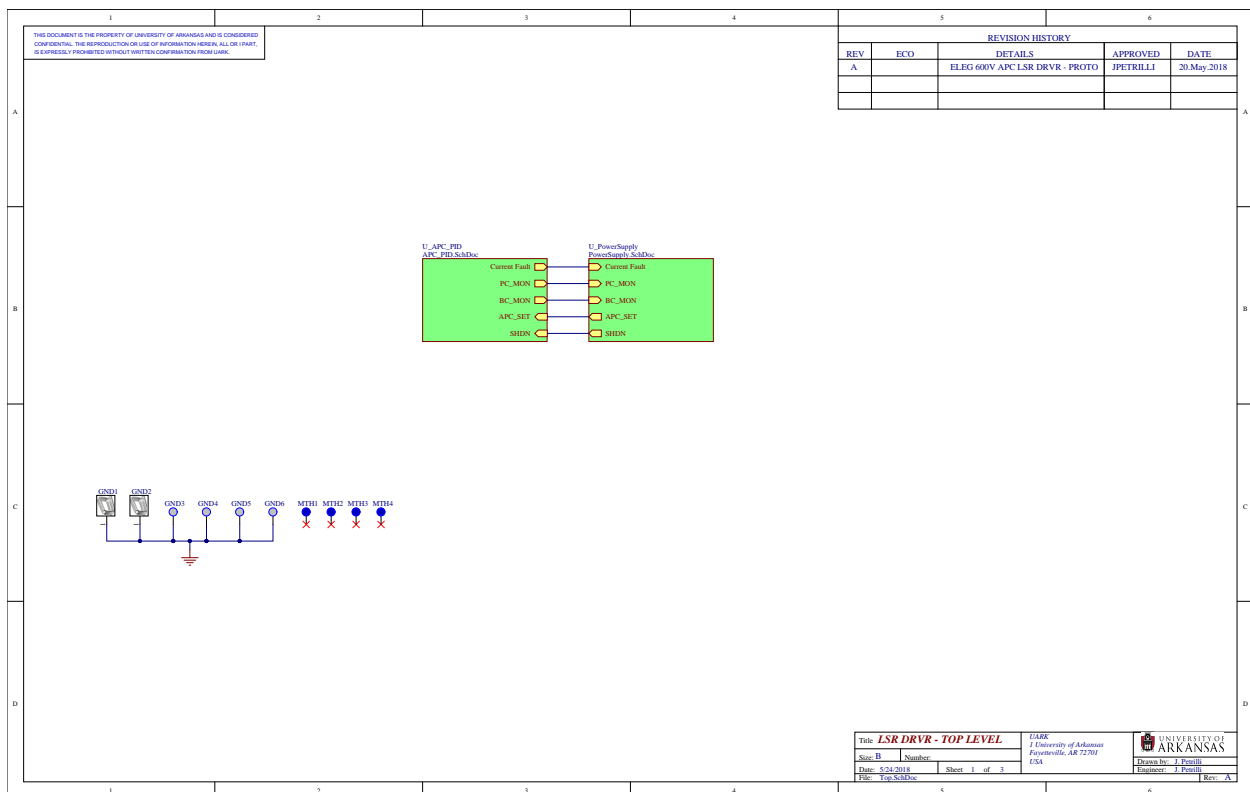 1 2 3 4 5 6
THIS DOCUMENT IS THE PROPERTY OF UNIVERSITY OF ARKANSAS AND IS CONSIDERED
CONFIDENTIAL. THE REPRODUCTION OR USE OF INFORMATION HEREIN, ALL OR I PART,
IS EXPRESSLY PROHIBITED WITHOUT WRITTEN CONFIRMATION FROM UARK.
REVISION HISTORY
REV ECO DETAILS APPROVED DATE
A ELEG 600V APC LSR DRVR - PROTO JPETRILLI 20.May.2018
A A
U_APC_PID U_PowerSupply
APC_PID.SchDoc PowerSupply.SchDoc
Current Fault Current Fault
PC_MON PC_MON
B B
BC_MON BC_MON
APC_SET APC_SET
SHDN SHDN
GND1 GND2 GND3 GND4 GND5 GND6 MTH1 MTH2 MTH3 MTH4
C C
1 1
D D
Title LSR DRVR - TOP LEVEL
Size: B Number:
Date: 5/24/2018 Sheet 1 of 3
File: Top.SchDoc
UARK
1 University of Arkansas
Fayetteville, AR 72701
USA
UNIVERSITY OF
ARKANSAS
Drawn by: J. Petrilli
Engineer: J. Petrilli
Rev: A
1 2 3 4 5 6